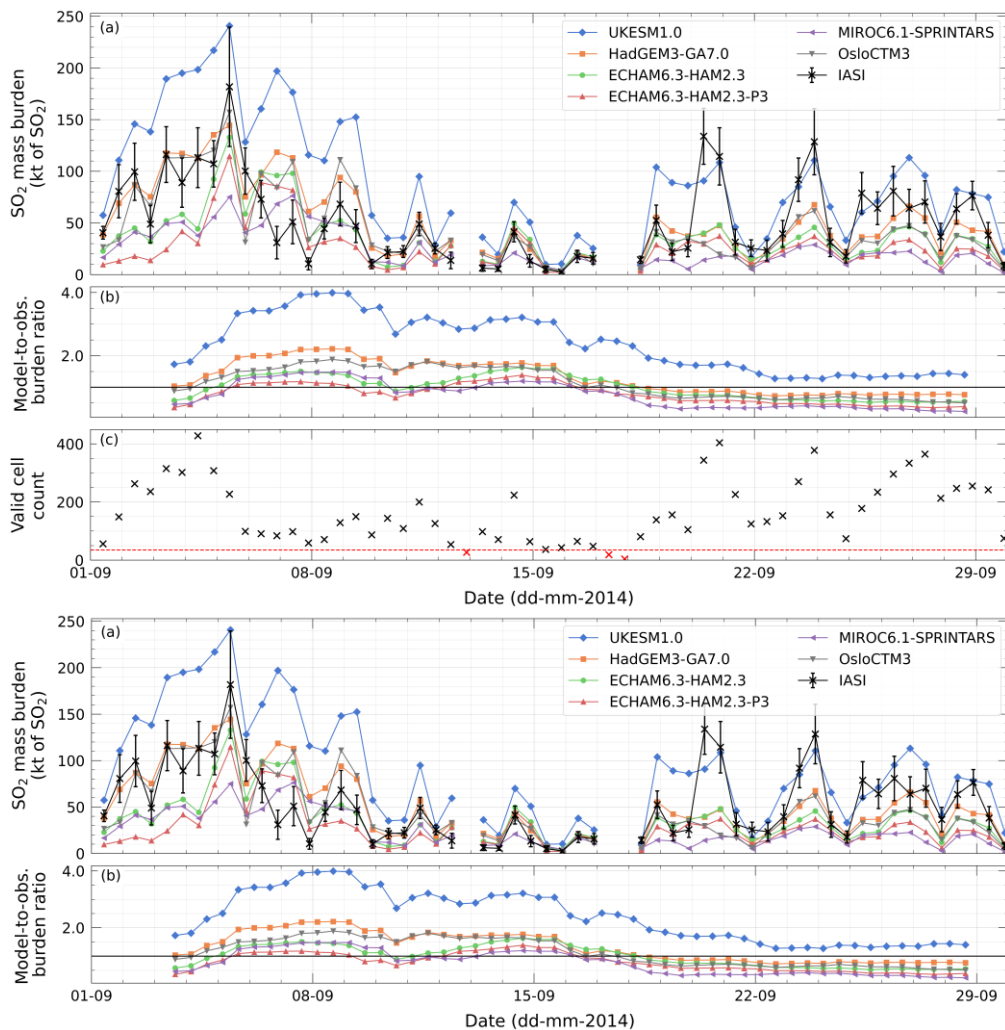 (a)
250
200
150
100
50
0
SO2 mass burden
(kt of SO2)
UKESM1.0
HadGEM3-GA7.0
ECHAM6.3-HAM2.3
ECHAM6.3-HAM2.3-P3
MIROC6.1-SPRINTARS
OsloCTM3
IASI
(b)
4.0
2.0
Model-to-obs.
burden ratio
(c)
400
200
0
Valid cell
count
01-09 08-09 15-09 22-09 29-09
Date (dd-mm-2014)
(a)
250
200
150
100
50
0
SO2 mass burden
(kt of SO2)
UKESM1.0
HadGEM3-GA7.0
ECHAM6.3-HAM2.3
ECHAM6.3-HAM2.3-P3
MIROC6.1-SPRINTARS
OsloCTM3
IASI
(b)
4.0
2.0
Model-to-obs.
burden ratio
01-09 08-09 15-09 22-09 29-09
Date (dd-mm-2014)